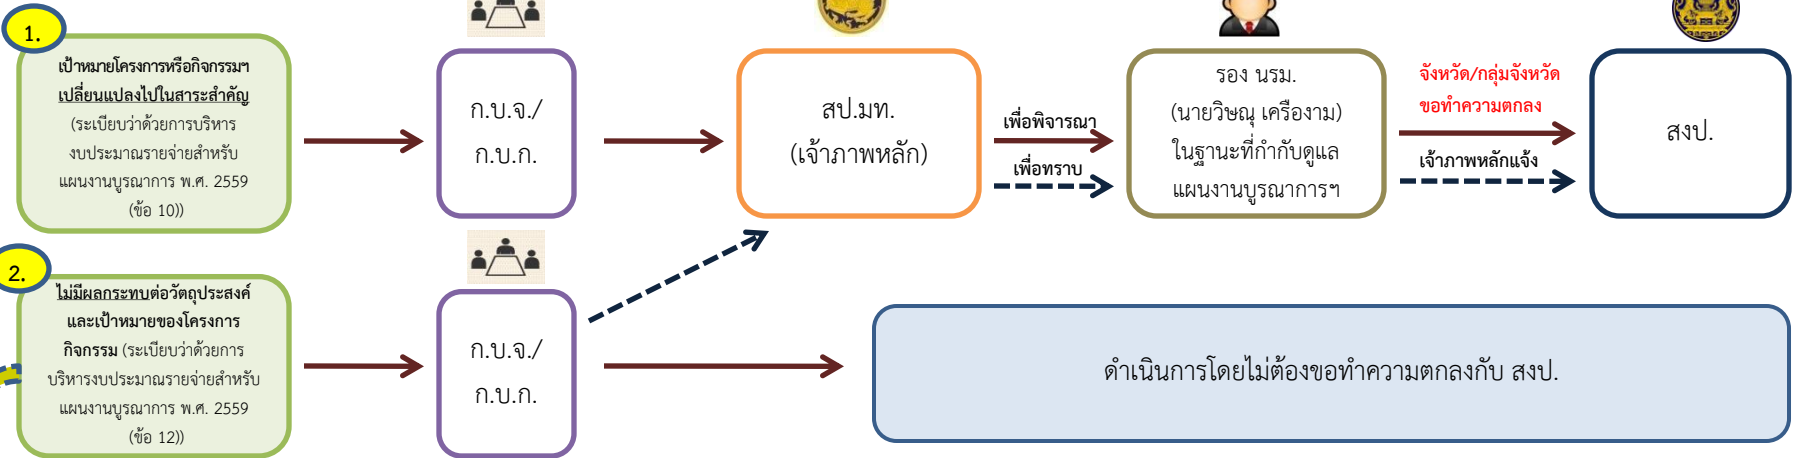 1.
เป้าหมายโครงการหรือกิจกรรมฯ
เปลี่ยนแปลงไปในสาระสำคัญ
(ระเบียบว่าด้วยการบริหาร
งบประมาณรายจ่ายสำหรับ
แผนงานบูรณาการ พ.ศ. 2559
(ข้อ 10))
ก.บ.จ./
ก.บ.ก.
สป.มท.
(เจ้าภาพหลัก)
เพื่อพิจารณา
เพื่อทราบ
รอง นรม.
(นายวิษณุ เครืองาม)
ในฐานะที่กำกับดูแล
แผนงานบูรณาการฯ
จังหวัด/กลุ่มจังหวัด
ขอทำความตกลง
เจ้าภาพหลักแจ้ง
สงป.
2.
ไม่มีผลกระทบต่อวัตถุประสงค์
และเป้าหมายของโครงการ
กิจกรรม (ระเบียบว่าด้วยการ
บริหารงบประมาณรายจ่ายสำหรับ
แผนงานบูรณาการ พ.ศ. 2559
(ข้อ 12))
ก.บ.จ./
ก.บ.ก.
ดำเนินการโดยไม่ต้องขอทำความตกลงกับ สงป.